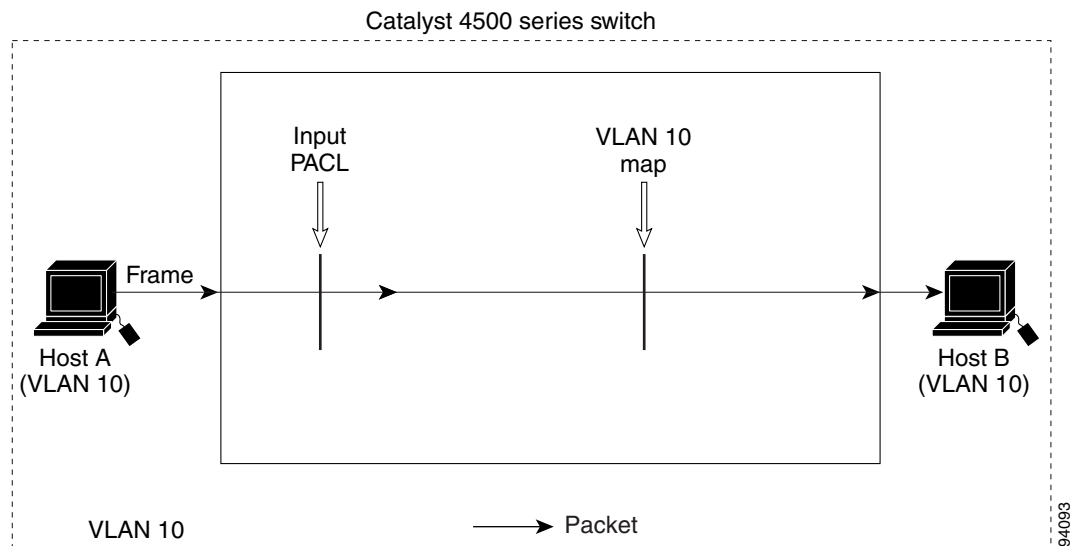 Catalyst 4500 series switch
Input
PACL
VLAN 10
map
Frame
Host A
(VLAN 10)
Host B
(VLAN 10)
VLAN 10
Packet
94093